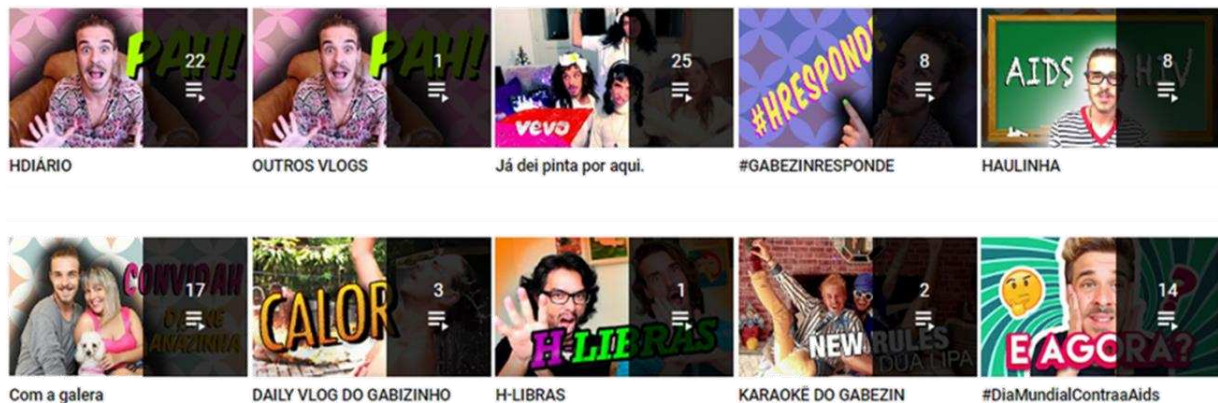 PAH!
22
PAH!
1
25
vevo
#HRESPOND
8
AIDS HIV
8
HDIÁRIO
OUTROS VLOGS
Já dei pinta por aqui.
#GABEZINRESPONDE
HAULINHA
CONVIDAH
17
ANAZINHA
CALOR
3
H-LIBRAS
1
NEW RULES
DUA LIPA
2
E AGORA?
14
Com a galera
DAILY VLOG DO GABIZINHO
H-LIBRAS
KARAOKÊ DO GABEZIN
#DiaMundialContraaAids